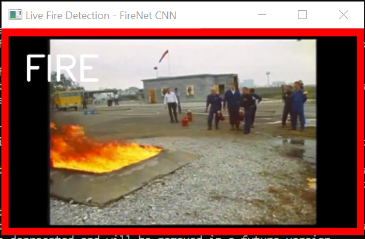 Live Fire Detection - FireNet CNN
FIRE
deprecated and will be removed in a future version